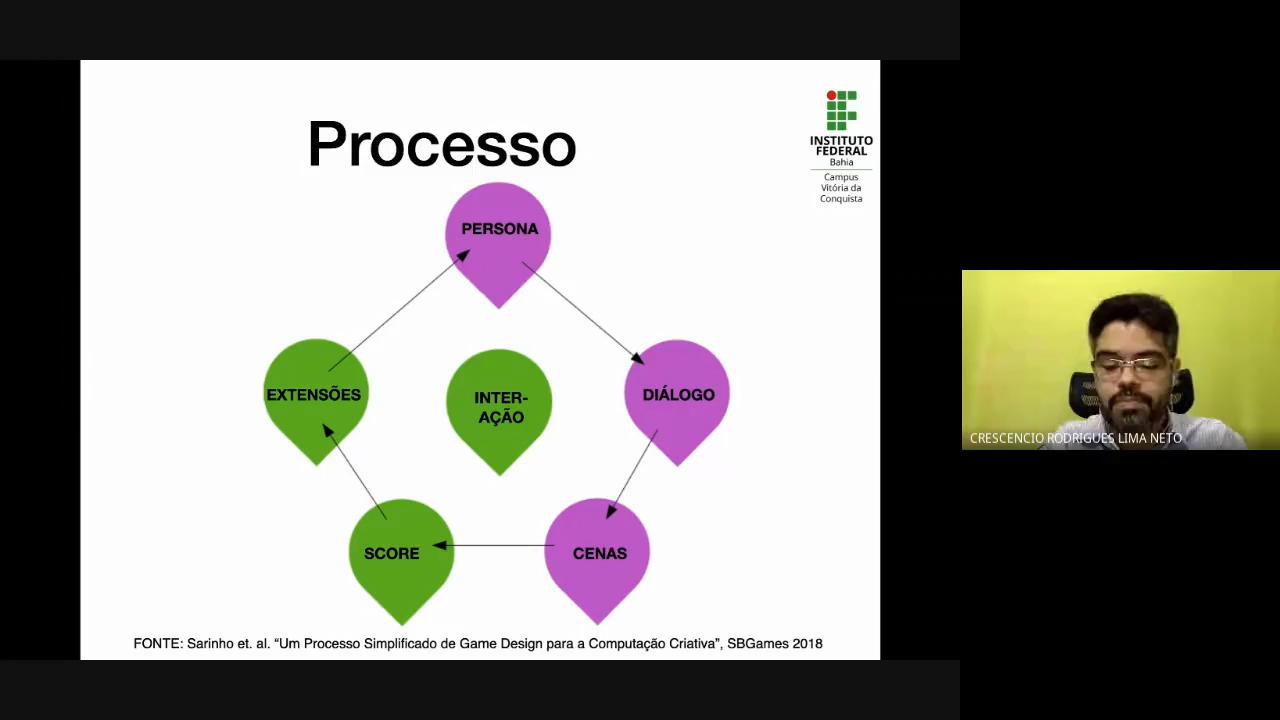 Processo
INSTITUTO
FEDERAL
Bahia
Campus
Vitória da
Conquista
PERSONA
EXTENSÕES
INTER-
AÇÃO
DIÁLOGO
SCORE
CENAS
FONTE: Sarinho et. al. “Um Processo Simplificado de Game Design para a Computação Criativa”, SBGames 2018
CRESCENCIO RODRIGUES LIMA NETO